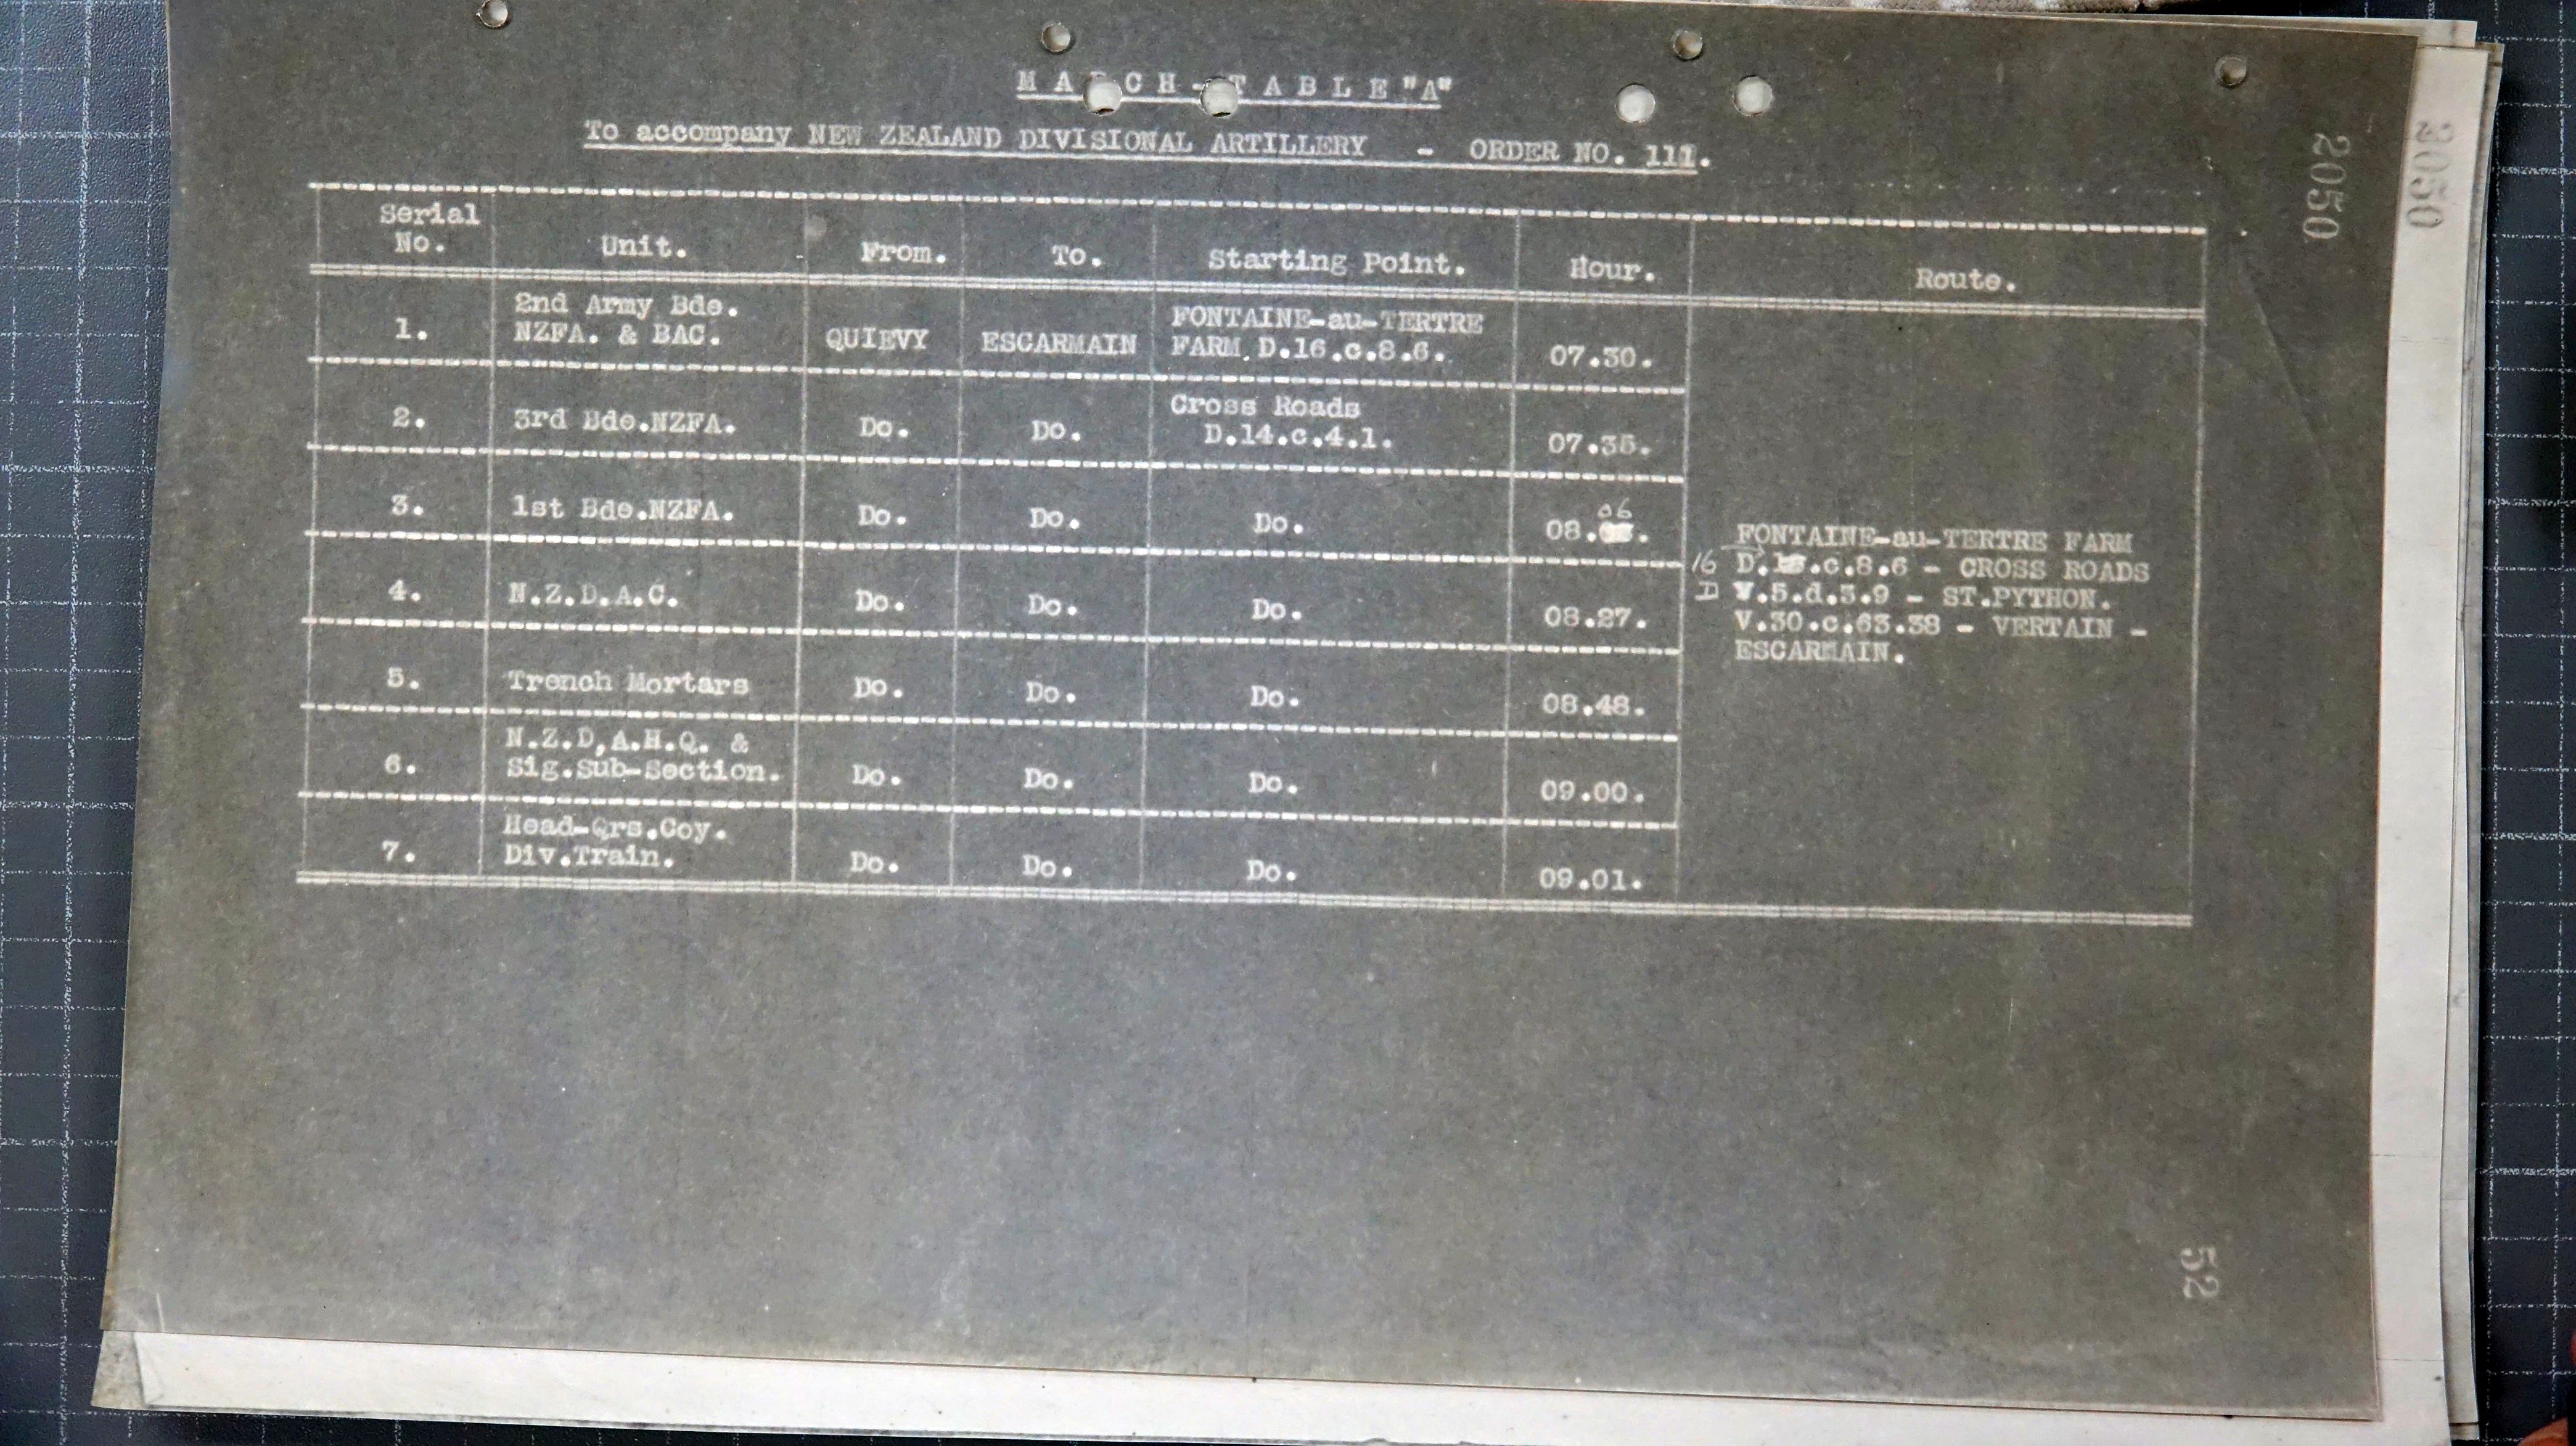 MARCH - TABLE "A"
To accompany NEW ZEALAND DIVISIONAL ARTILLERY - ORDER NO. 111.
Serial No. Unit. From. To. Starting Point. Hour. Route.
1. 2nd Army Bde. NZFA. & BAC. QUIEVY ESCARMAIN FONTAINE-au-TERTRE FARM. D.16.c.8.6. 07.30.
2. 3rd Bde.NZFA. Do. Do. Cross Roads D.14.c.4.1. 07.35.
3. 1st Bde.NZFA. Do. Do. Do. 08. 06
4. N.Z.D.A.C. Do. Do. Do. 08.27.
5. Trench Mortars Do. Do. Do. 08.48.
6. N.Z.D,A.H.Q. & Sig.Sub-Section. Do. Do. Do. 09.00.
7. Head-Qrs.Coy. Div.Train. Do. Do. Do. 09.01.
FONTAINE-au-TERTRE FARM
16 D. .c.8.6 - CROSS ROADS
D V.5.d.3.9 - ST.PYTHON.
V.30.c.63.38 - VERTAIN -
ESCARMAIN.
2050
2050
52